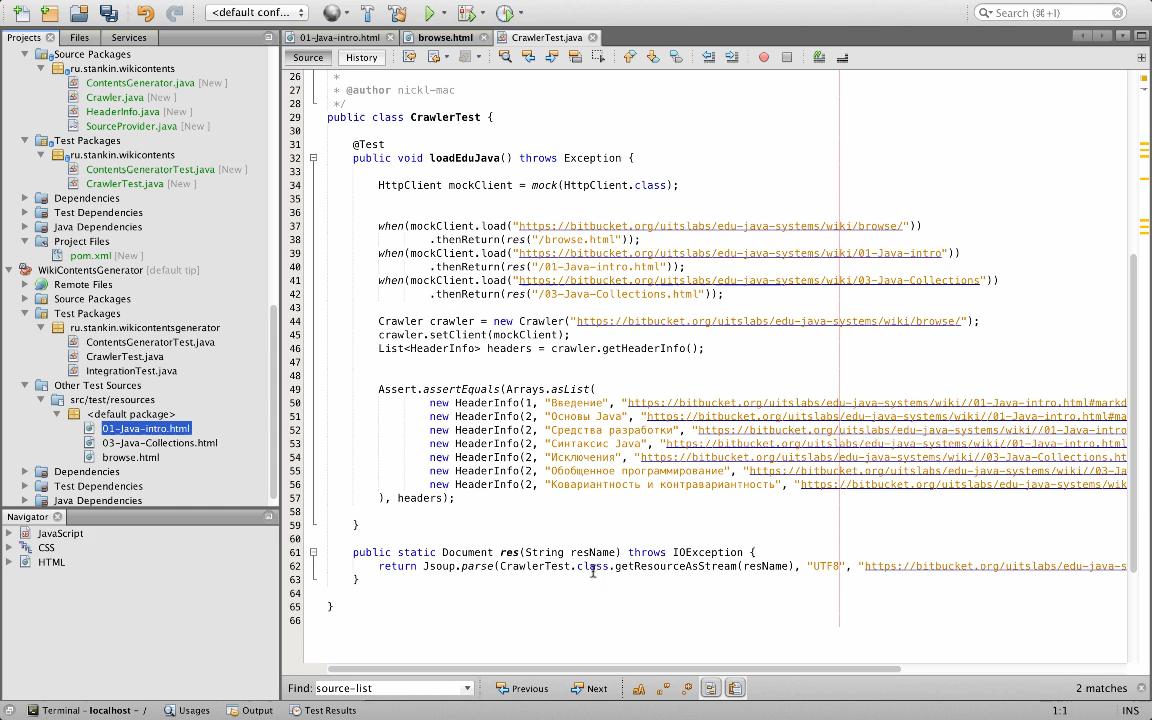 <default conf...
Search (⌘+I)
Projects
Files
Services
01-Java-intro.html
browse.html
CrawlerTest.java
Source
History
Source Packages
ru.stankin.wikicontents
ContentsGenerator.java [New ]
Crawler.java [New ]
HeaderInfo.java [New ]
SourceProvider.java [New ]
Test Packages
ru.stankin.wikicontents
ContentsGeneratorTest.java [New ]
CrawlerTest.java [New ]
Dependencies
Test Dependencies
Java Dependencies
Project Files
pom.xml [New ]
WikiContentsGenerator [default tip]
Remote Files
Source Packages
Test Packages
ru.stankin.wikicontentsgenerator
ContentsGeneratorTest.java
CrawlerTest.java
IntegrationTest.java
Other Test Sources
src/test/resources
<default package>
01-Java-intro.html
03-Java-Collections.html
browse.html
Dependencies
Test Dependencies
Java Dependencies
Navigator
JavaScript
CSS
HTML
26 *
27 * @author nickl-mac
28 */
29 public class CrawlerTest {
30
31 @Test
32 public void loadEduJava() throws Exception {
33
34 HttpClient mockClient = mock(HttpClient.class);
35
36
37 when(mockClient.load("https://bitbucket.org/uitslabs/edu-java-systems/wiki/browse/"))
38 .thenReturn(res("/browse.html"));
39 when(mockClient.load("https://bitbucket.org/uitslabs/edu-java-systems/wiki/01-Java-intro"))
40 .thenReturn(res("/01-Java-intro.html"));
41 when(mockClient.load("https://bitbucket.org/uitslabs/edu-java-systems/wiki/03-Java-Collections"))
42 .thenReturn(res("/03-Java-Collections.html"));
43
44 Crawler crawler = new Crawler("https://bitbucket.org/uitslabs/edu-java-systems/wiki/browse/");
45 crawler.setClient(mockClient);
46 List<HeaderInfo> headers = crawler.getHeaderInfo();
47
48
49 Assert.assertEquals(Arrays.asList(
50 new HeaderInfo(1, "Введение", "https://bitbucket.org/uitslabs/edu-java-systems/wiki//01-Java-intro.html#markd
51 new HeaderInfo(2, "Основы Java", "https://bitbucket.org/uitslabs/edu-java-systems/wiki//01-Java-intro.html#ma
52 new HeaderInfo(2, "Средства разработки", "https://bitbucket.org/uitslabs/edu-java-systems/wiki//01-Java-intro
53 new HeaderInfo(2, "Синтаксис Java", "https://bitbucket.org/uitslabs/edu-java-systems/wiki//01-Java-intro.html
54 new HeaderInfo(2, "Исключения", "https://bitbucket.org/uitslabs/edu-java-systems/wiki//03-Java-Collections.ht
55 new HeaderInfo(2, "Обобщенное программирование", "https://bitbucket.org/uitslabs/edu-java-systems/wiki//03-Ja
56 new HeaderInfo(2, "Ковариантность и контравариантность", "https://bitbucket.org/uitslabs/edu-java-systems/wik
57 ), headers);
58
59 }
60
61 public static Document res(String resName) throws IOException {
62 return Jsoup.parse(CrawlerTest.class.getResourceAsStream(resName), "UTF8", "https://bitbucket.org/uitslabs/edu-java-s
63 }
64
65 }
66
Find: source-list
Previous
Next
2 matches
Terminal – localhost – /
Usages
Output
Test Results
1:1
INS